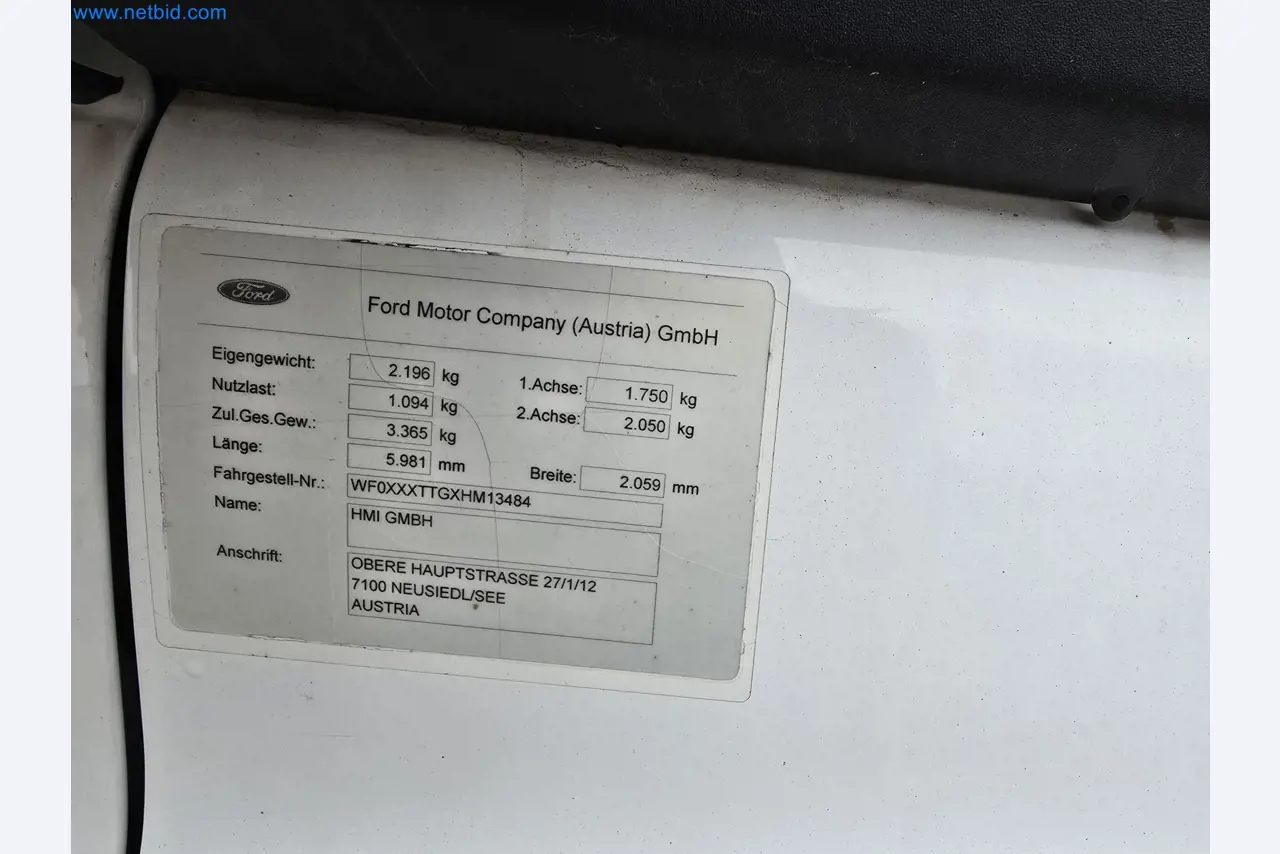 www.netbid.com
Ford
Ford Motor Company (Austria) GmbH
Eigengewicht: 2.196 kg 1.Achse: 1.750 kg
Nutzlast: 1.094 kg 2.Achse: 2.050 kg
Zul.Ges.Gew.: 3.365 kg
Länge: 5.981 mm Breite: 2.059 mm
Fahrgestell-Nr.: WF0XXXTTGXHM13484
Name: HMI GMBH
Anschrift: OBERE HAUPTSTRASSE 27/1/12
7100 NEUSIEDL/SEE
AUSTRIA